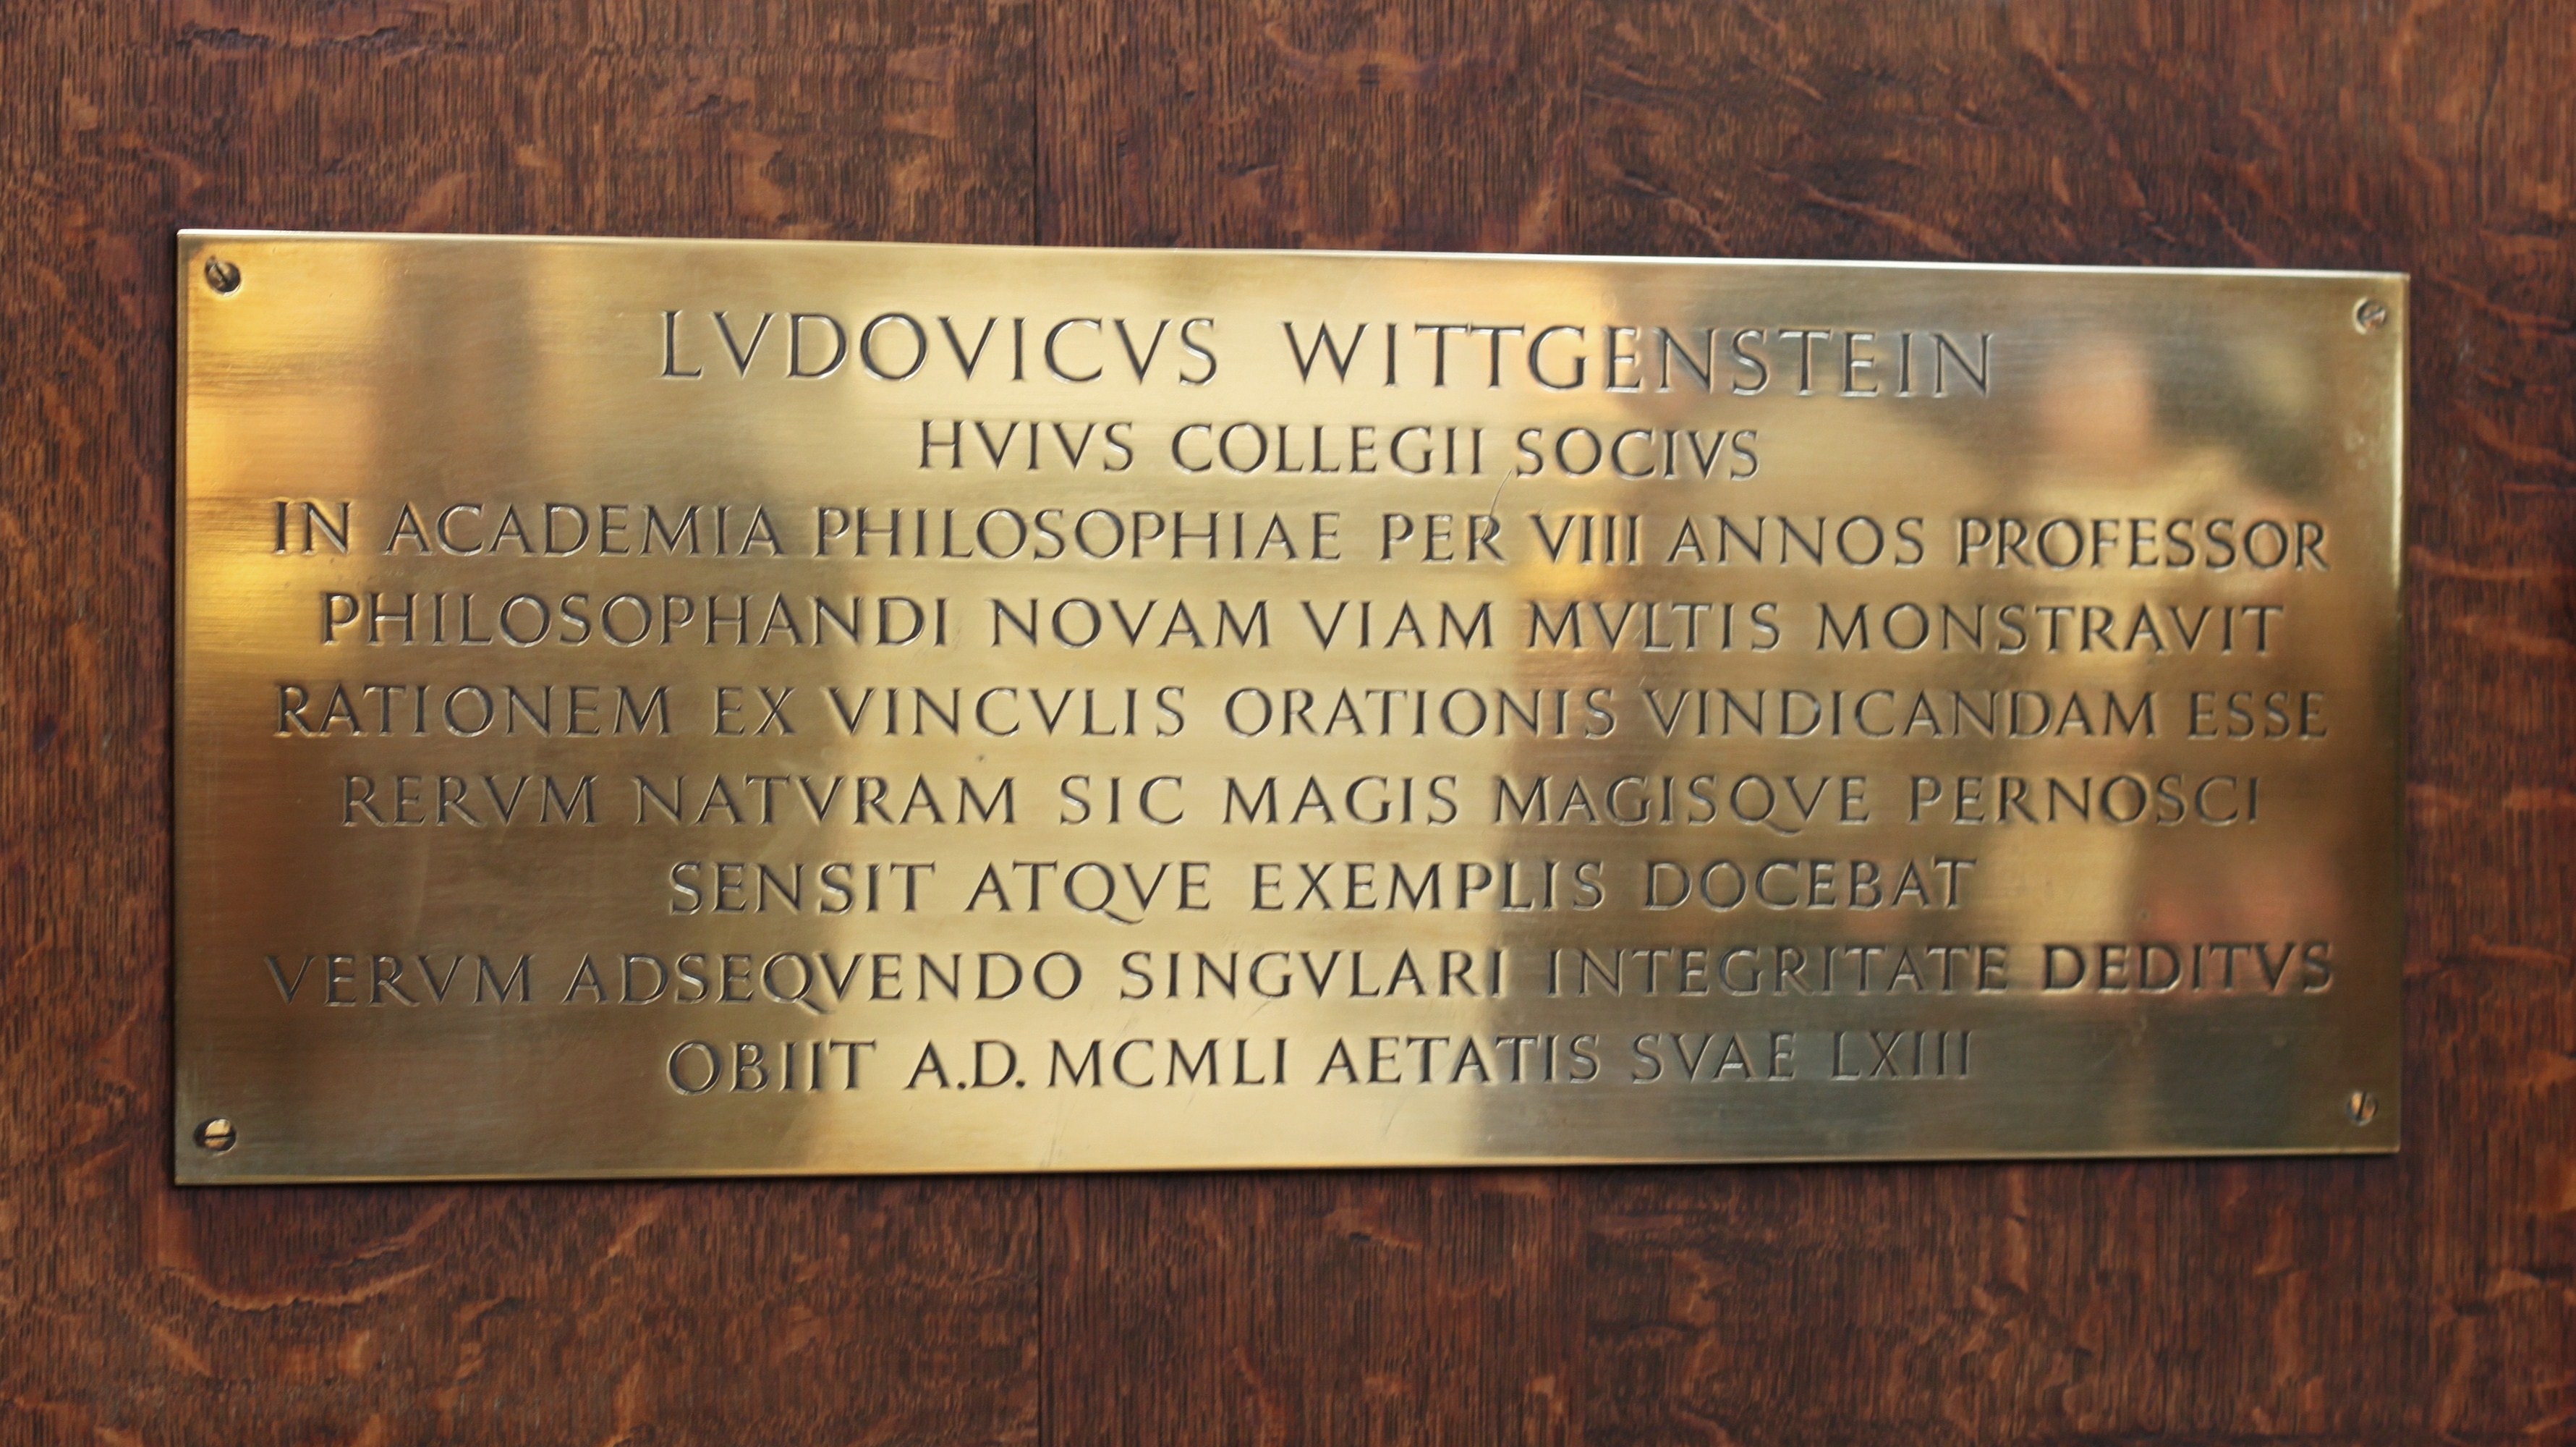 LVDOVICVS WITTGENSTEIN
HVIVS COLLEGII SOCIVS
IN ACADEMIA PHILOSOPHIAE PER VIII ANNOS PROFESSOR
PHILOSOPHANDI NOVAM VIAM MVLTIS MONSTRAVIT
RATIONEM EX VINCVLIS ORATIONIS VINDICANDAM ESSE
RERVM NATVRAM SIC MAGIS MAGISQVE PERNOSCI
SENSIT ATQVE EXEMPLIS DOCEBAT
VERVM ADSEQVENDO SINGVLARI INTEGRITATE DEDITVS
OBIIT A.D. MCMLI AETATIS SVAE LXIII